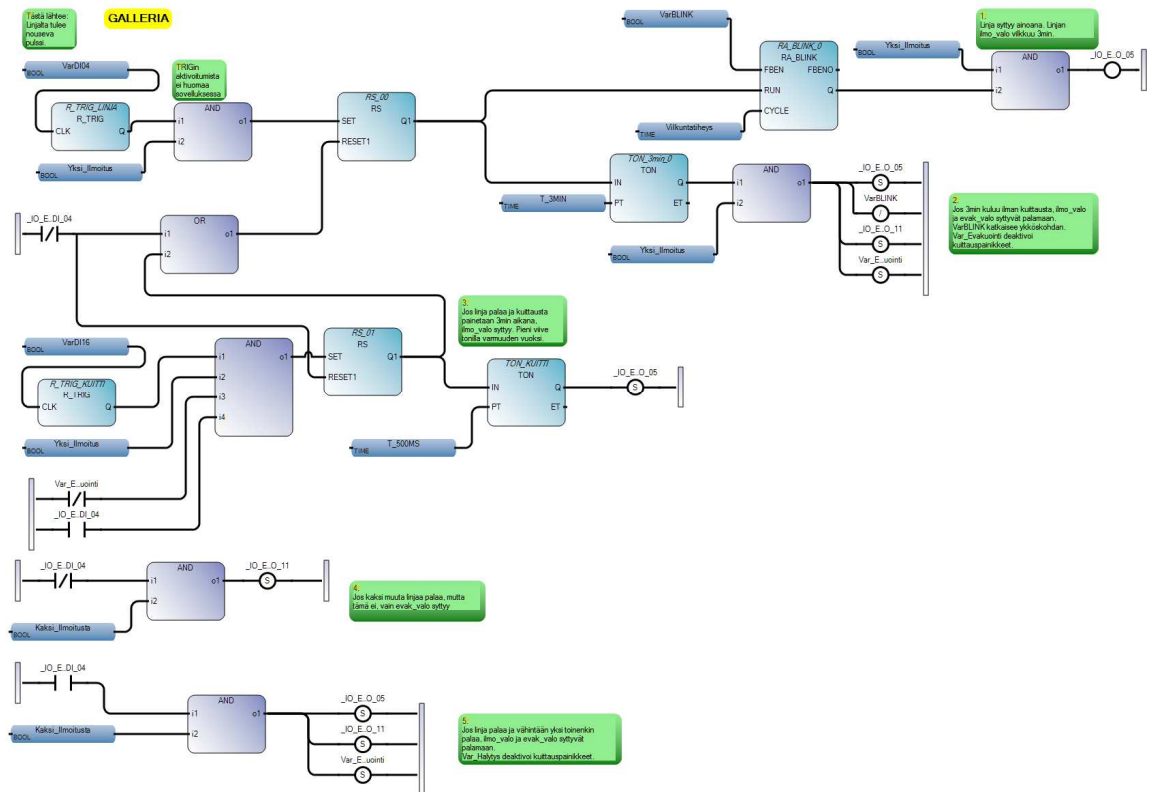 Tästä lähtee:
Linjalta tulee
nouseva
pulssi.
GALLERIA
VarDI04
BOOL
TRIGin
aktivoitumista
ei huomaa
sovelluksessa
R_TRIG_LINJA
R_TRIG
CLK
Q
AND
i1
i2
o1
Yksi_Ilmoitus
BOOL
RS_00
RS
SET
RESET1
Q1
VarBLINK
BOOL
RA_BLINK_0
RA_BLINK
FBEN
FBENO
RUN
Q
CYCLE
Vilkuntatiheys
TIME
1.
Linja syttyy ainoana. Linjan
ilmo_valo vilkkuu 3min.
Yksi_Ilmoitus
BOOL
AND
i1
i2
o1
_IO_E..O_05
TON_3min_0
TON
IN
Q
PT
ET
T_3MIN
TIME
AND
i1
i2
o1
Yksi_Ilmoitus
BOOL
_IO_E..O_05
S
VarBLINK
/
_IO_E..O_11
S
Var_E..uointi
S
2.
Jos 3min kuluu ilman kuittausta, ilmo_valo
ja evak_valo syttyvät palamaan.
VarBLINK katkaisee ykköskohdan.
Var_Evakuointi deaktivoi
kuittauspainikkeet.
_IO_E..DI_04
OR
i1
i2
o1
3.
Jos linja palaa ja kuittausta
painetaan 3min aikana,
ilmo_valo syttyy. Pieni viive
tonilla varmuuden vuoksi.
VarDI16
BOOL
R_TRIG_KUITTI
R_TRIG
CLK
Q
AND
i1
i2
i3
i4
o1
Yksi_Ilmoitus
BOOL
RS_01
RS
SET
RESET1
Q1
TON_KUITTI
TON
IN
Q
PT
ET
T_500MS
TIME
_IO_E..O_05
S
Var_E..uointi
_IO_E..DI_04
_IO_E..DI_04
AND
i1
i2
o1
_IO_E..O_11
S
Kaksi_Ilmoitusta
BOOL
4.
Jos kaksi muuta linjaa palaa, mutta
tämä ei, vain evak_valo syttyy
_IO_E..DI_04
AND
i1
i2
o1
Kaksi_Ilmoitusta
BOOL
_IO_E..O_05
S
_IO_E..O_11
S
Var_E..uointi
S
5.
Jos linja palaa ja vähintään yksi toinenkin
palaa, ilmo_valo ja evak_valo syttyvät
palamaan.
Var_Halytys deaktivoi kuittauspainikkeet.